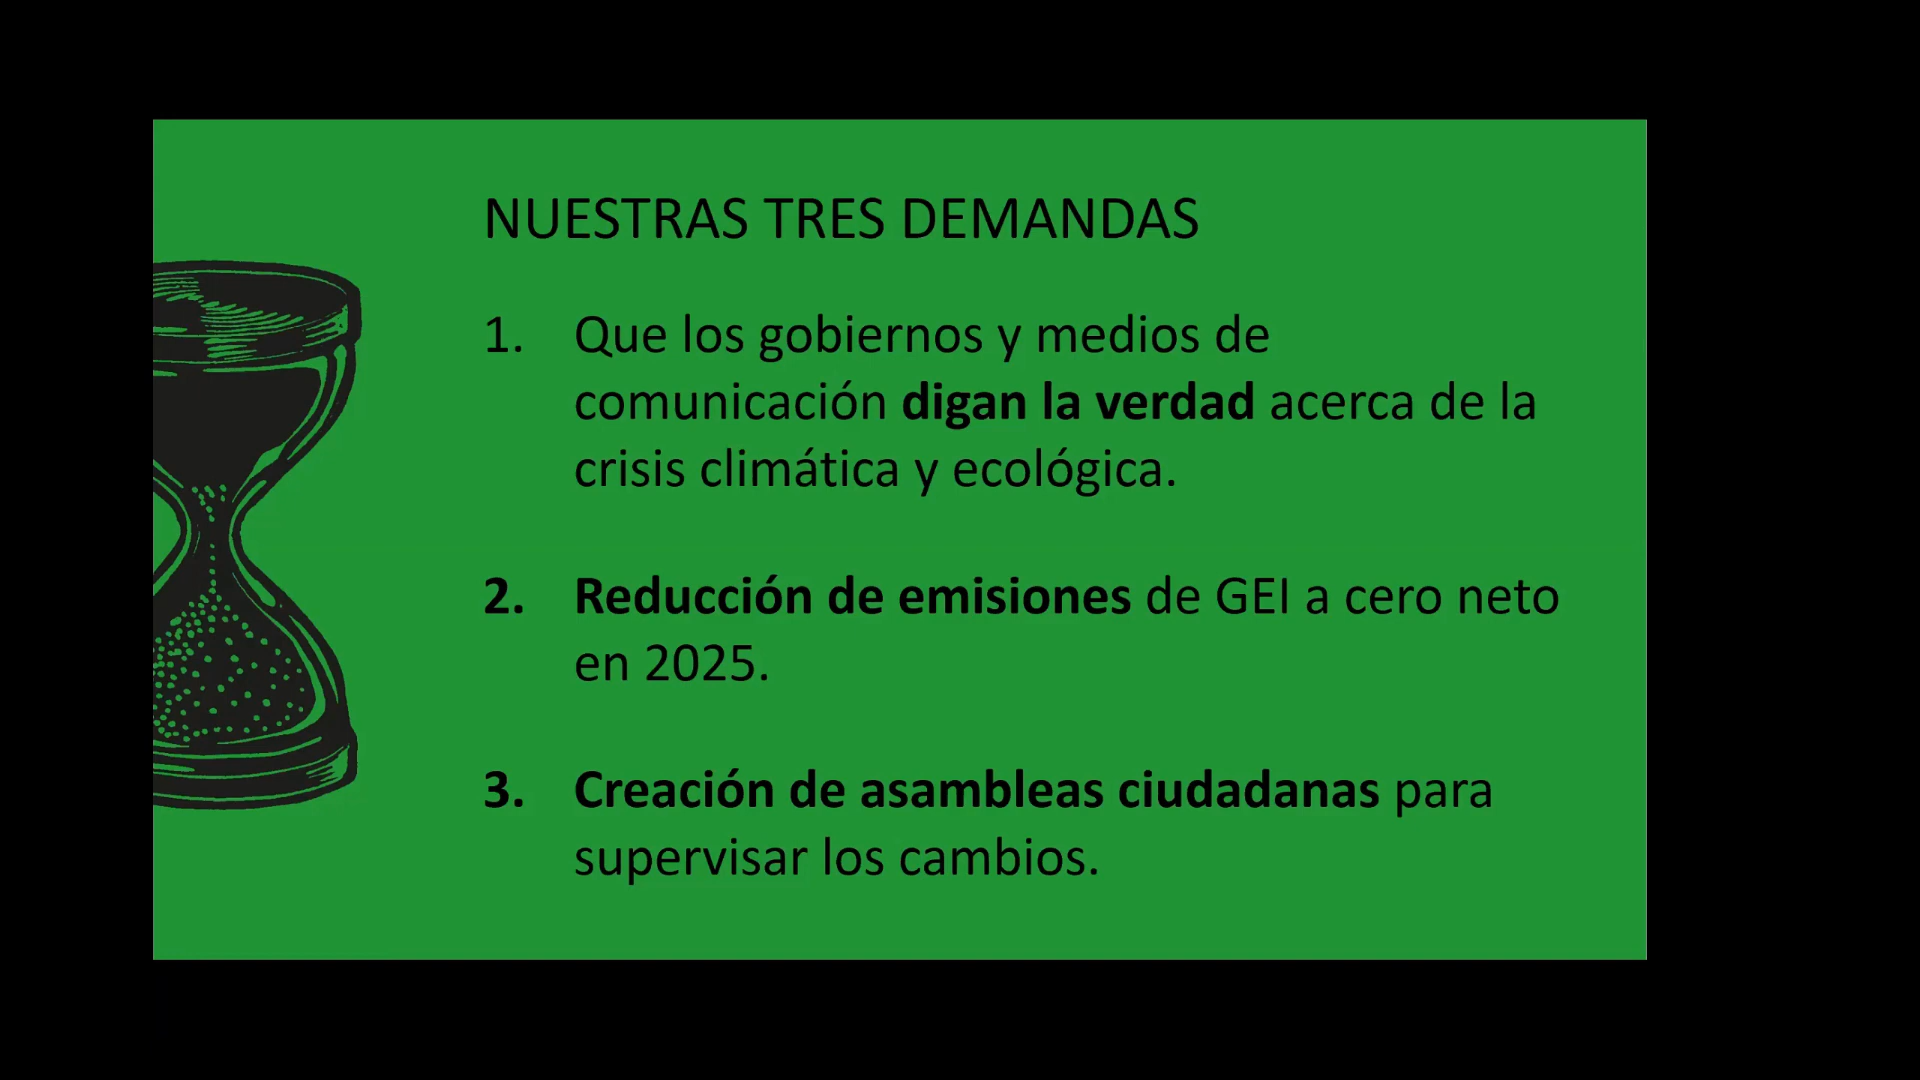 NUESTRAS TRES DEMANDAS
1. Que los gobiernos y medios de
comunicación digan la verdad acerca de la
crisis climática y ecológica.
2. Reducción de emisiones de GEI a cero neto
en 2025.
3. Creación de asambleas ciudadanas para
supervisar los cambios.